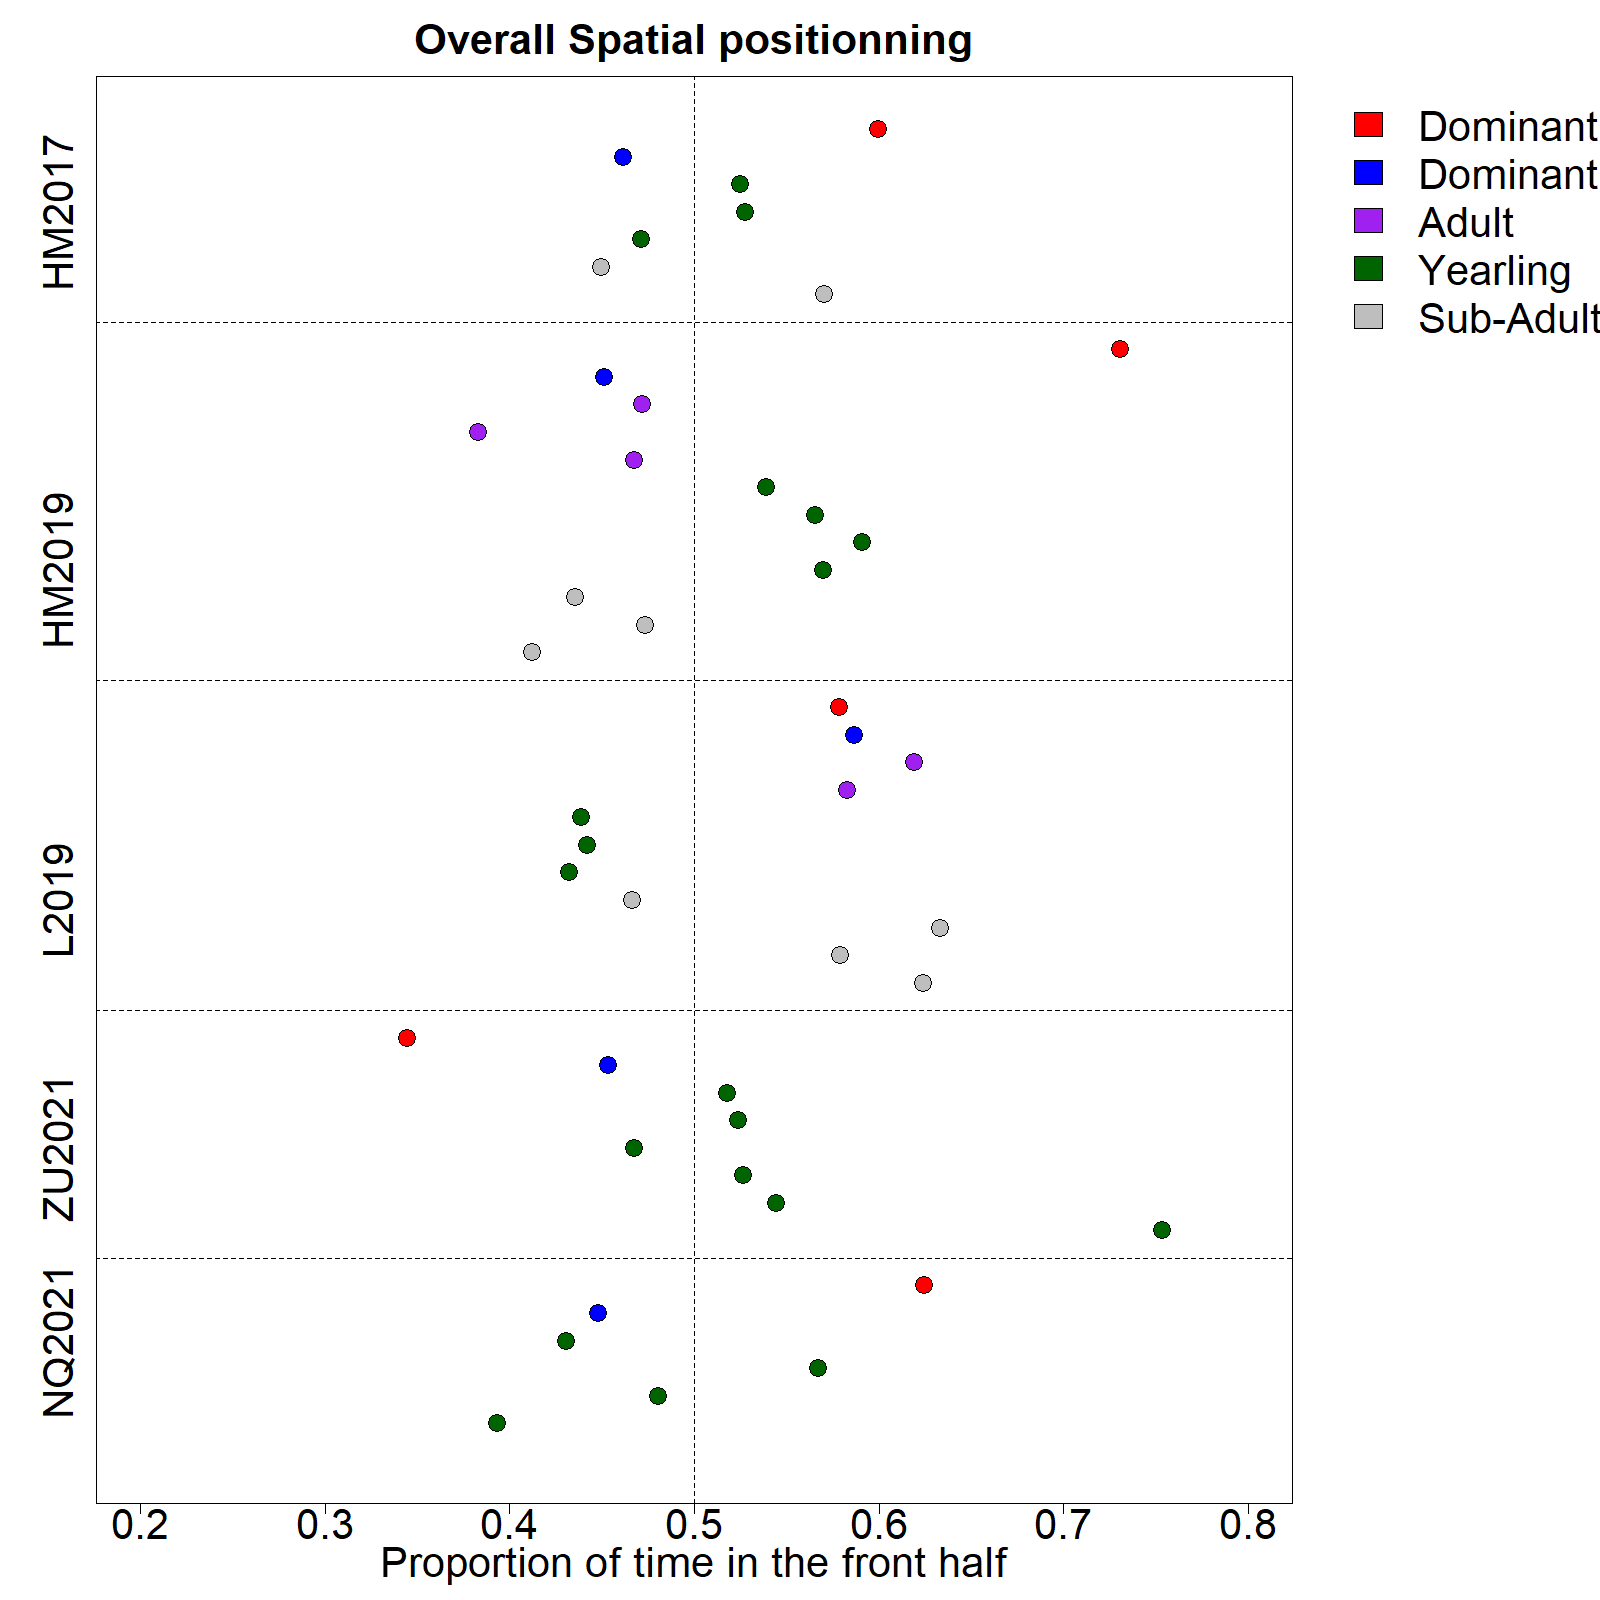 Overall Spatial positionning
Dominant
Dominant
Adult
Yearling
Sub-Adult
HM2017
HM2019
L2019
ZU2021
NQ2021
0.2 0.3 0.4 0.5 0.6 0.7 0.8
Proportion of time in the front half